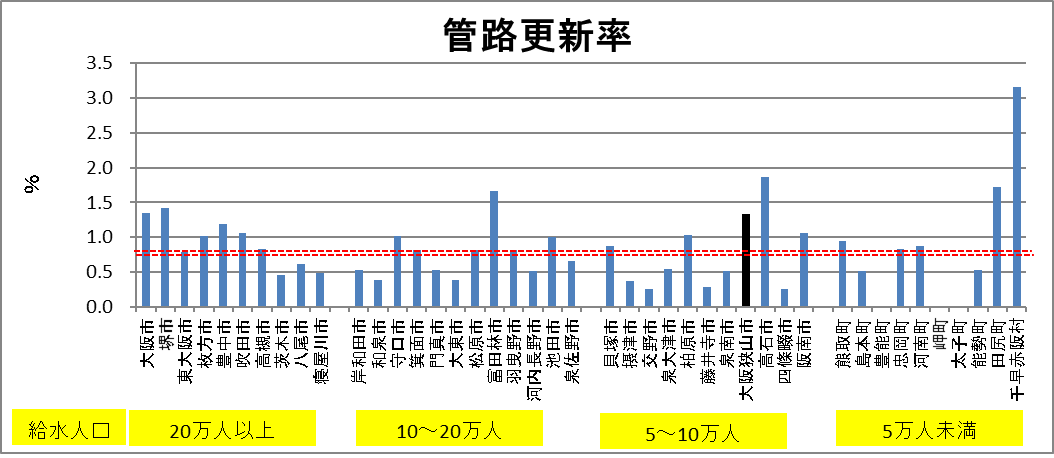 管路更新率
%
3.5
3.0
2.5
2.0
1.5
1.0
0.5
0.0
大阪市
堺市
東大阪市
枚方市
豊中市
吹田市
高槻市
茨木市
八尾市
寝屋川市
岸和田市
和泉市
守口市
箕面市
門真市
大東市
松原市
富田林市
羽曳野市
河内長野市
池田市
泉佐野市
貝塚市
摂津市
交野市
泉大津市
柏原市
藤井寺市
泉南市
大阪狭山市
高石市
四條畷市
阪南市
熊取町
島本町
豊能町
忠岡町
河南町
岬町
太子町
能勢町
田尻町
千早赤阪村
給水人口
20万人以上
10～20万人
5～10万人
5万人未満